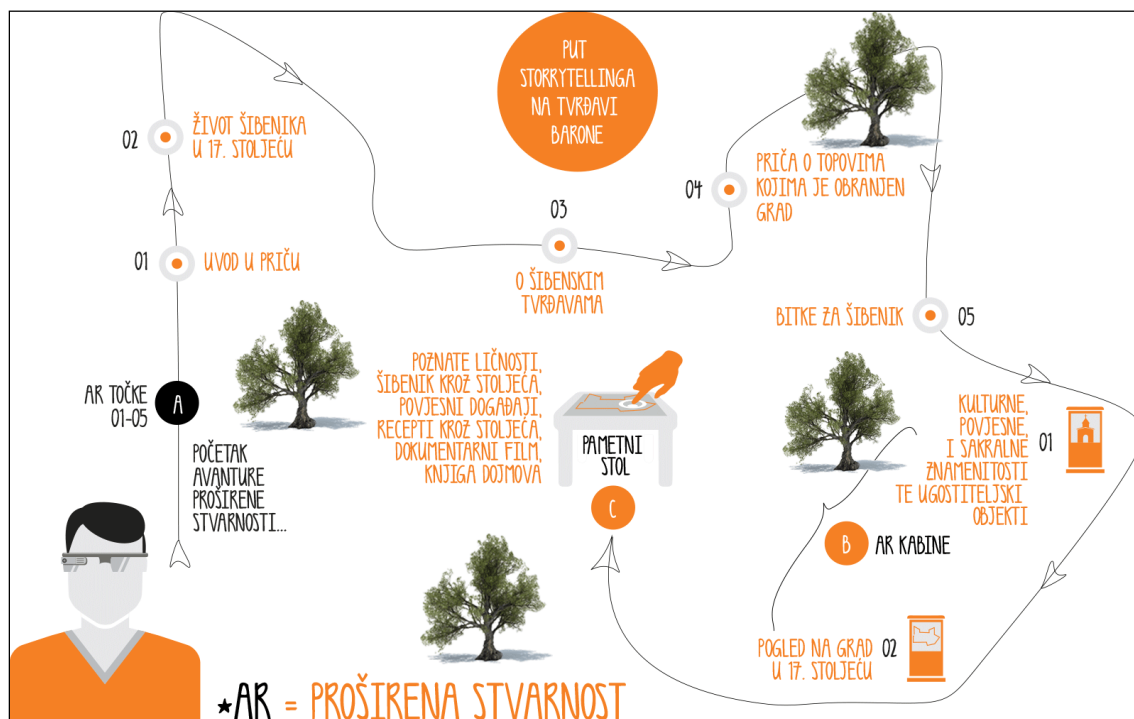 PUT
STORRYTELLINGA
NA TVRĐAVI
BARONE
02
ŽIVOT ŠIBENIKA
U 17. STOLJEĆU
01
UVOD U PRIČU
03
O ŠIBENSKIM
TVRĐAVAMA
04
PRIČA O TOPOVIMA
KOJIMA JE OBRANJEN
GRAD
BITKE ZA ŠIBENIK
05
AR TOČKE
01-05
A
POČETAK
AVANTURE
PROŠIRENE
STVARNOSTI...
POZNATE LIČNOSTI,
ŠIBENIK KROZ STOLJEĆA,
POVJESNI DOGAĐAJI,
RECEPTI KROZ STOLJEĆA,
DOKUMENTARNI FILM,
KNJIGA DOJMOVA
PAMETNI
STOL
C
KULTURNE,
POVJESNE,
I SAKRALNE
ZNAMENITOSTI
TE UGOSTITELJSKI
OBJEKTI
01
B
AR KABINE
POGLED NA GRAD
U 17. STOLJEĆU
02
*AR = PROŠIRENA STVARNOST